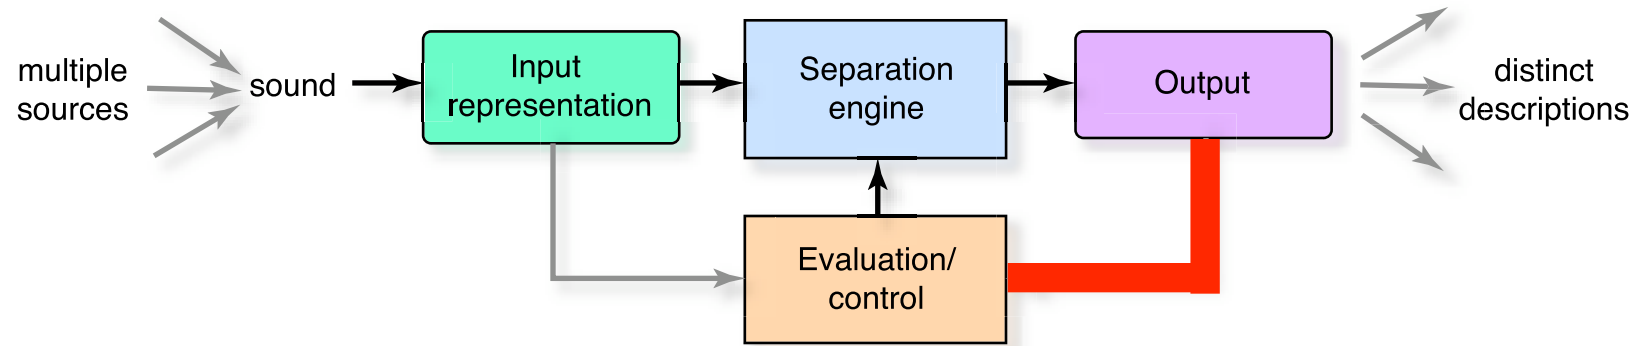 multiple
sources
sound
Input
representation
Separation
engine
Output
distinct
descriptions
Evaluation/
control